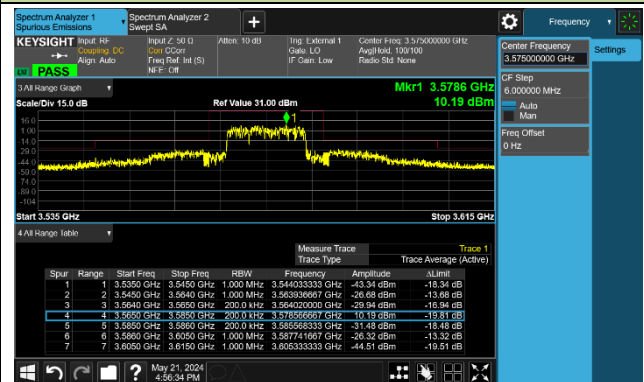 Spectrum Analyzer 1
Spurious Emissions
Spectrum Analyzer 2
Swept SA
Frequency
KEYSIGHT Input: RF
Coupling: DC
Align: Auto
Input Z: 50 Ω
Corr CCorr
Freq Ref: Int (S)
NFE: Off
Atten: 10 dB
Trig: External 1
Gate: LO
IF Gain: Low
Center Freq: 3.575000000 GHz
Avg|Hold: 100/100
Radio Std: None
LXI PASS
Center Frequency
3.575000000 GHz
Settings
CF Step
6.000000 MHz
Auto
Man
Freq Offset
0 Hz
3 All Range Graph
Mkr1 3.5786 GHz
Scale/Div 15.0 dB
Ref Value 31.00 dBm
10.19 dBm
1
16.0
1.00
-14.0
-29.0
-44.0
-59.0
-74.0
-89.0
-104
Start 3.535 GHz
Stop 3.615 GHz
4 All Range Table
Measure Trace Trace 1
Trace Type Trace Average (Active)
Spur Range Start Freq Stop Freq RBW Frequency Amplitude ΔLimit
1 1 3.5350 GHz 3.5450 GHz 1.000 MHz 3.544033333 GHz -43.34 dBm -18.34 dB
2 2 3.5450 GHz 3.5640 GHz 1.000 MHz 3.563936667 GHz -26.68 dBm -13.68 dB
3 3 3.5640 GHz 3.5650 GHz 200.0 kHz 3.564020000 GHz -29.94 dBm -16.94 dB
4 4 3.5650 GHz 3.5850 GHz 200.0 kHz 3.578566667 GHz 10.19 dBm -19.81 dB
5 5 3.5850 GHz 3.5860 GHz 200.0 kHz 3.585568333 GHz -31.48 dBm -18.48 dB
6 6 3.5860 GHz 3.6050 GHz 1.000 MHz 3.587741667 GHz -26.32 dBm -13.32 dB
7 7 3.6050 GHz 3.6150 GHz 1.000 MHz 3.605333333 GHz -44.51 dBm -19.51 dB
May 21, 2024
4:56:34 PM